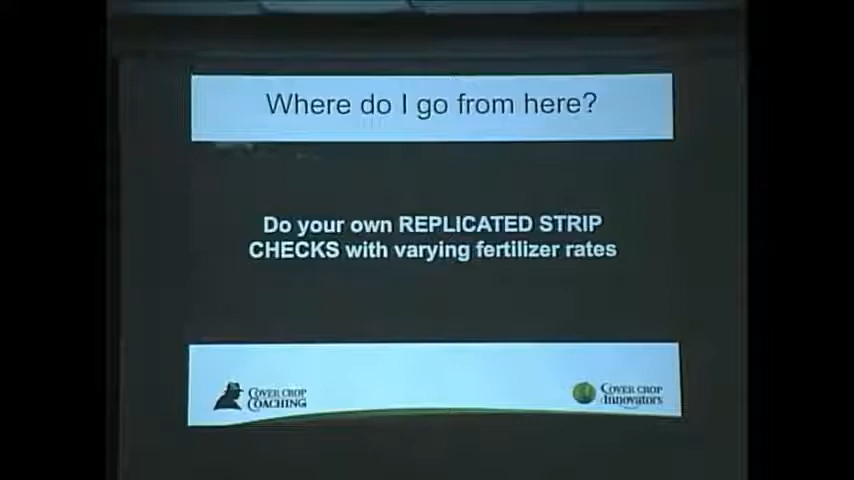 Where do I go from here?
Do your own REPLICATED STRIP
CHECKS with varying fertilizer rates
COVER CROP
COACHING
COVER CROP
Innovators